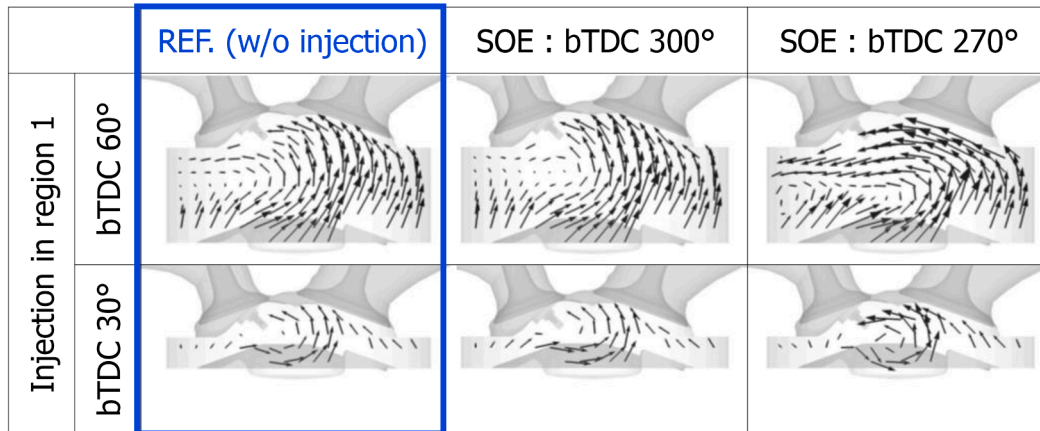 REF. (w/o injection)
SOE : bTDC 300°
SOE : bTDC 270°
Injection in region 1
bTDC 60°
bTDC 30°